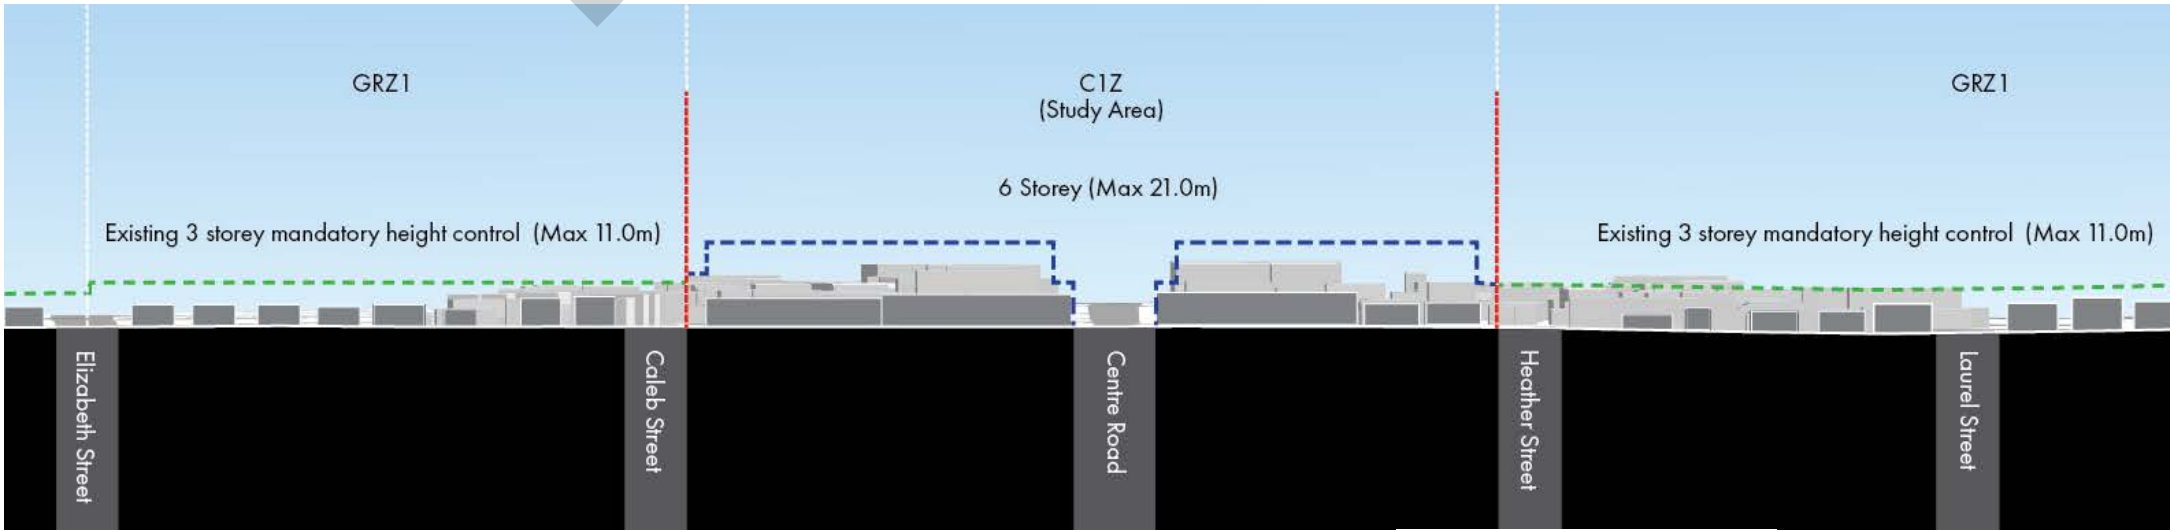 GRZ1
C1Z
(Study Area)
GRZ1
6 Storey (Max 21.0m)
Existing 3 storey mandatory height control (Max 11.0m)
Existing 3 storey mandatory height control (Max 11.0m)
Elizabeth Street
Caleb Street
Centre Road
Heather Street
Laurel Street